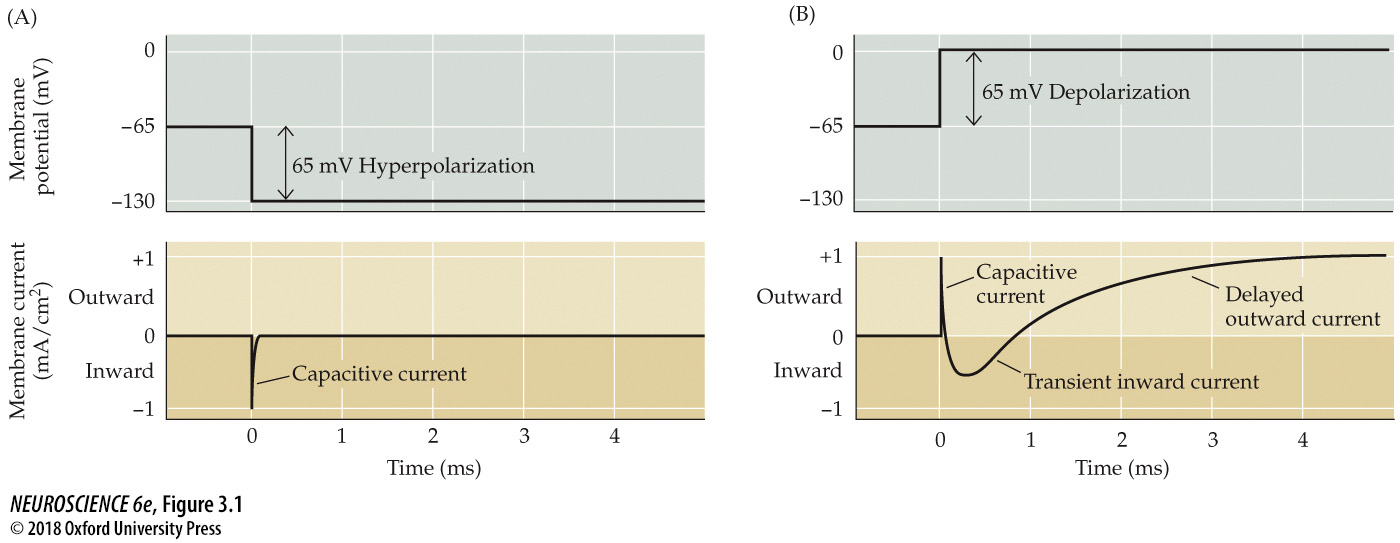 (A)
Membrane
potential (mV)
0
–65
–130
65 mV Hyperpolarization
Membrane current
(mA/cm²)
+1
Outward
0
Inward
–1
Capacitive current
0 1 2 3 4
Time (ms)
(B)
0
–65
–130
65 mV Depolarization
+1
Outward
0
Inward
–1
Capacitive
current
Delayed
outward current
Transient inward current
0 1 2 3 4
Time (ms)
NEUROSCIENCE 6e, Figure 3.1
© 2018 Oxford University Press